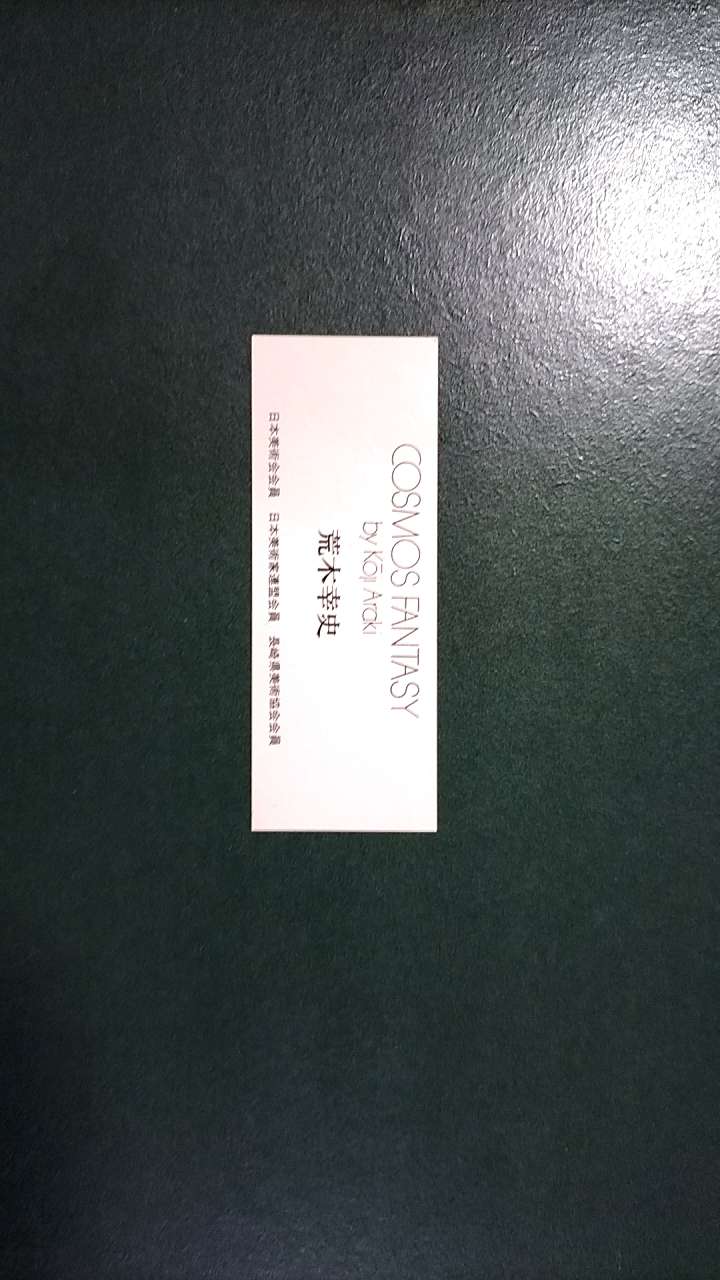 COSMOS FANTASY
by Kōji Araki
荒木幸史
日本美術会会員　日本美術家連盟会員　長崎県美術協会会員